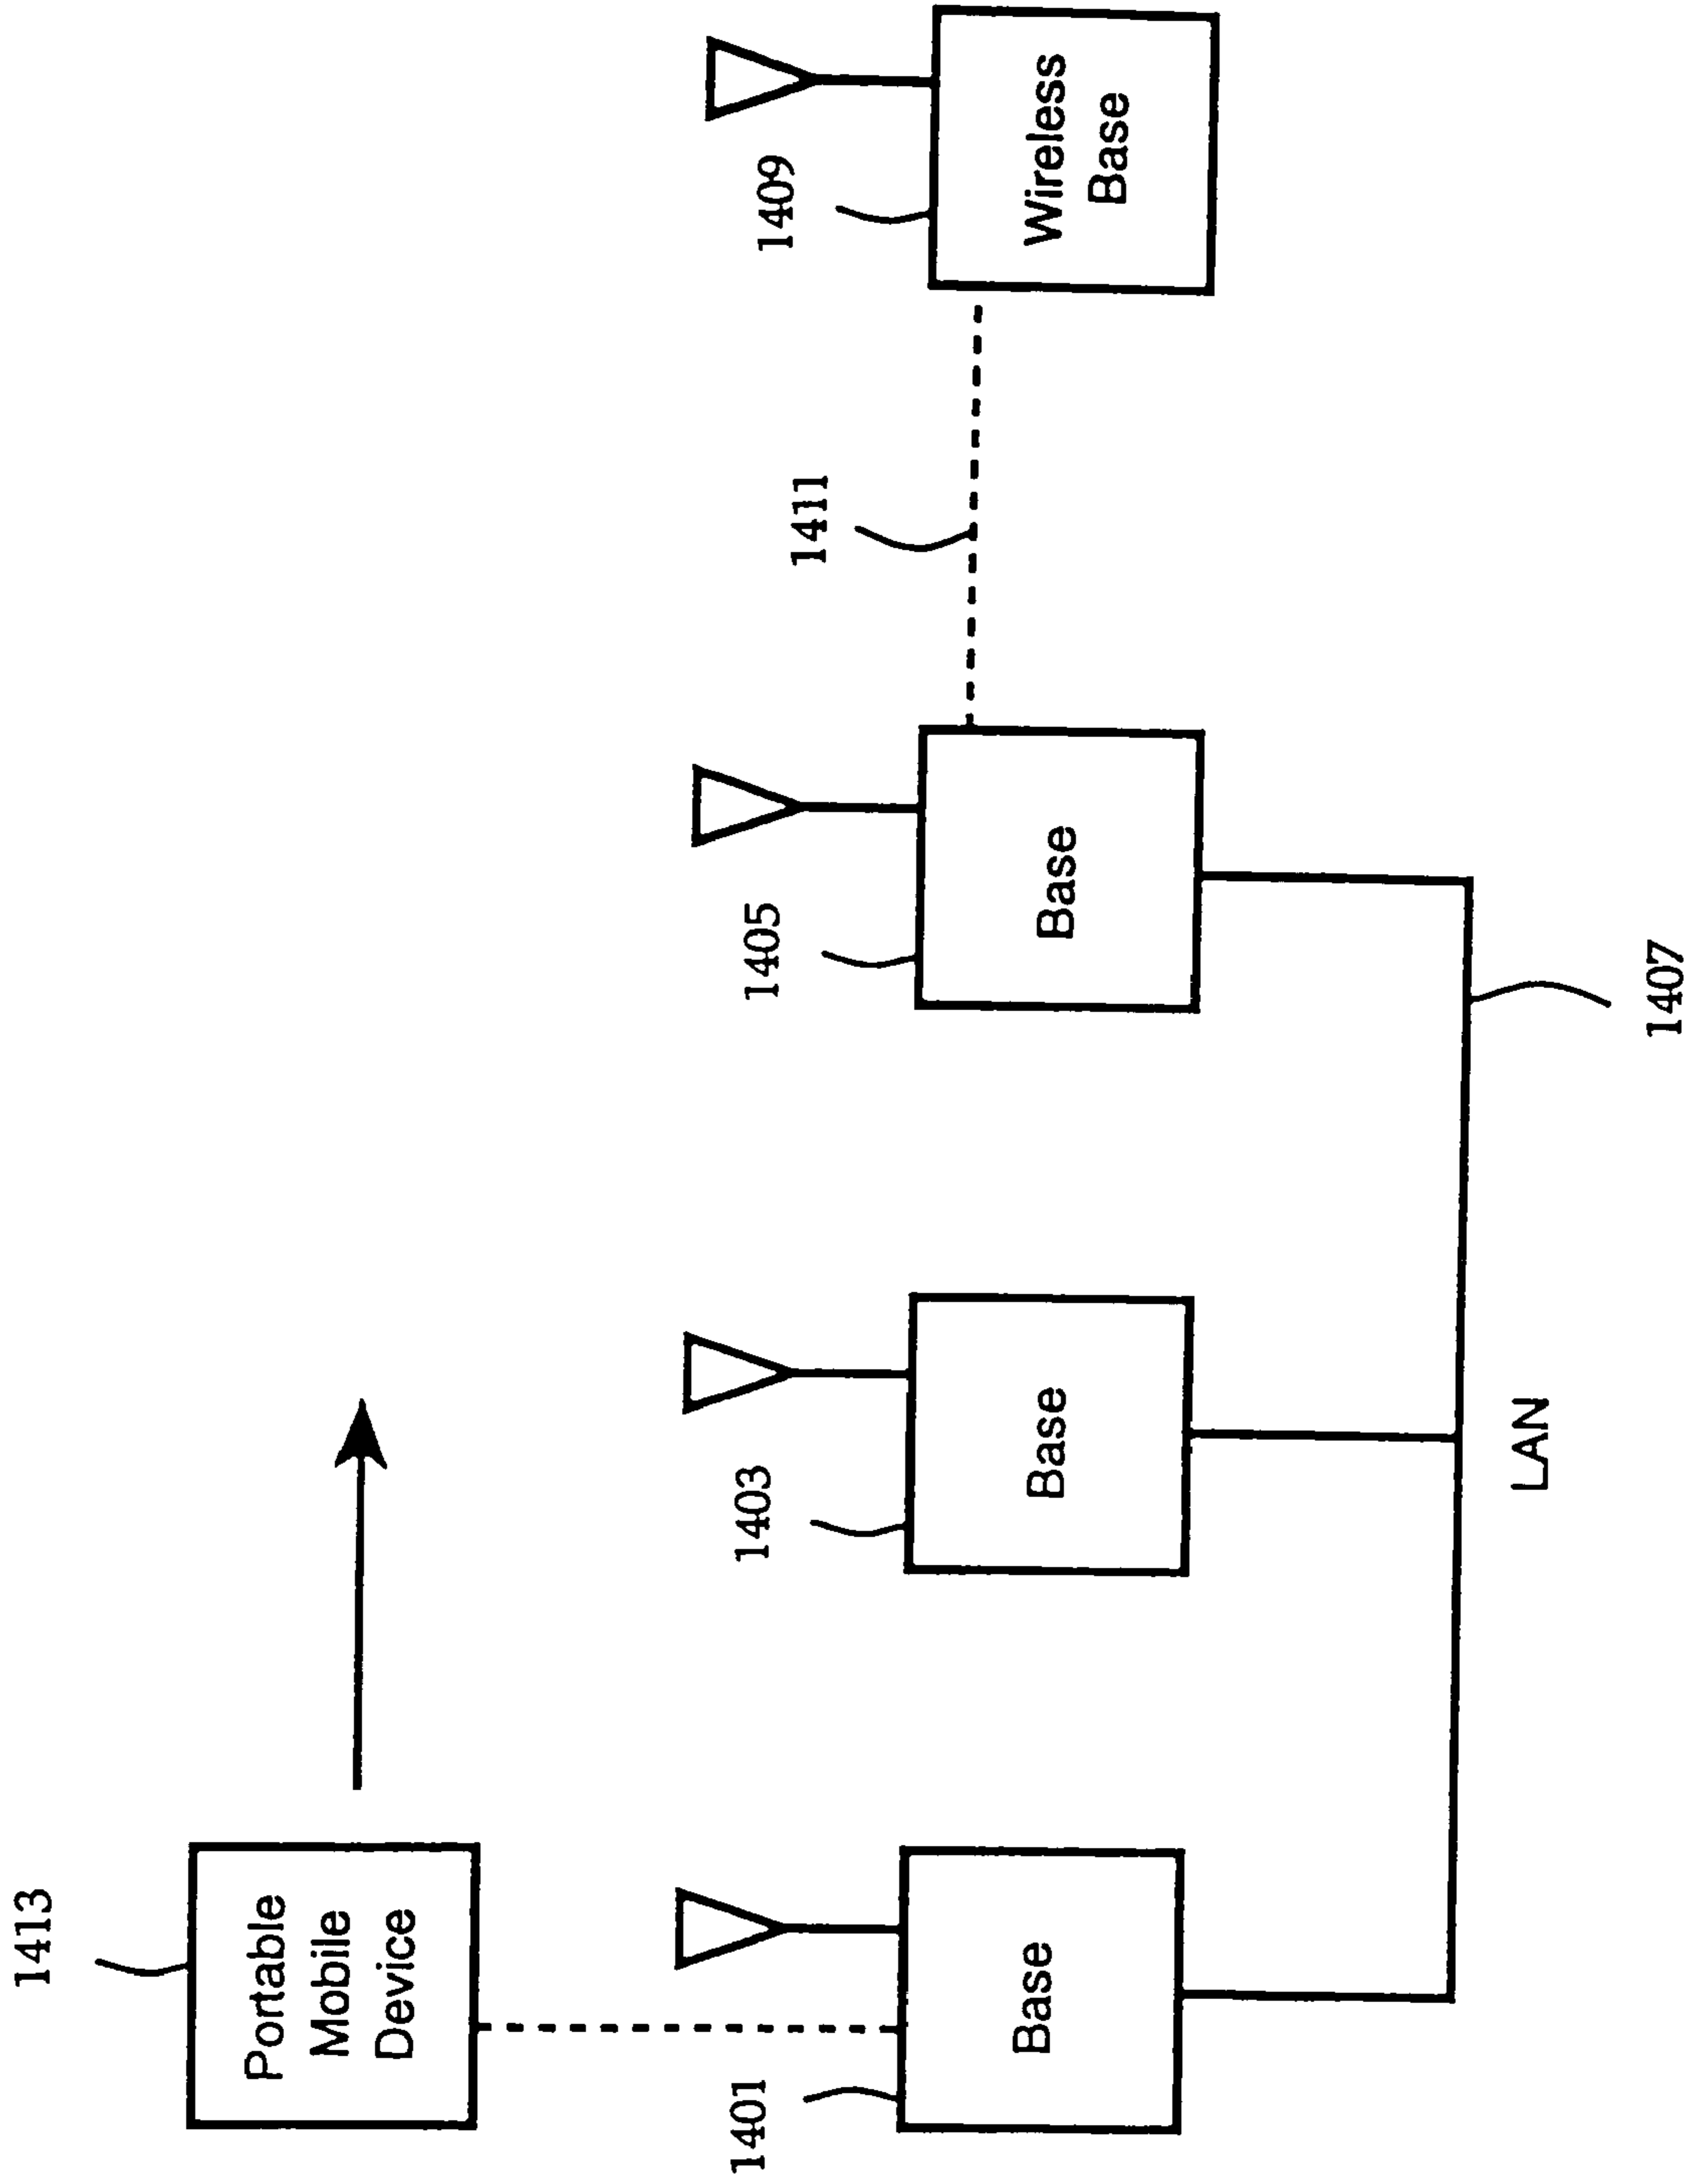 1413
Portable
Mobile
Device
1401
Base
1403
Base
1405
Base
1411
1409
Wireless
Base
LAN
1407